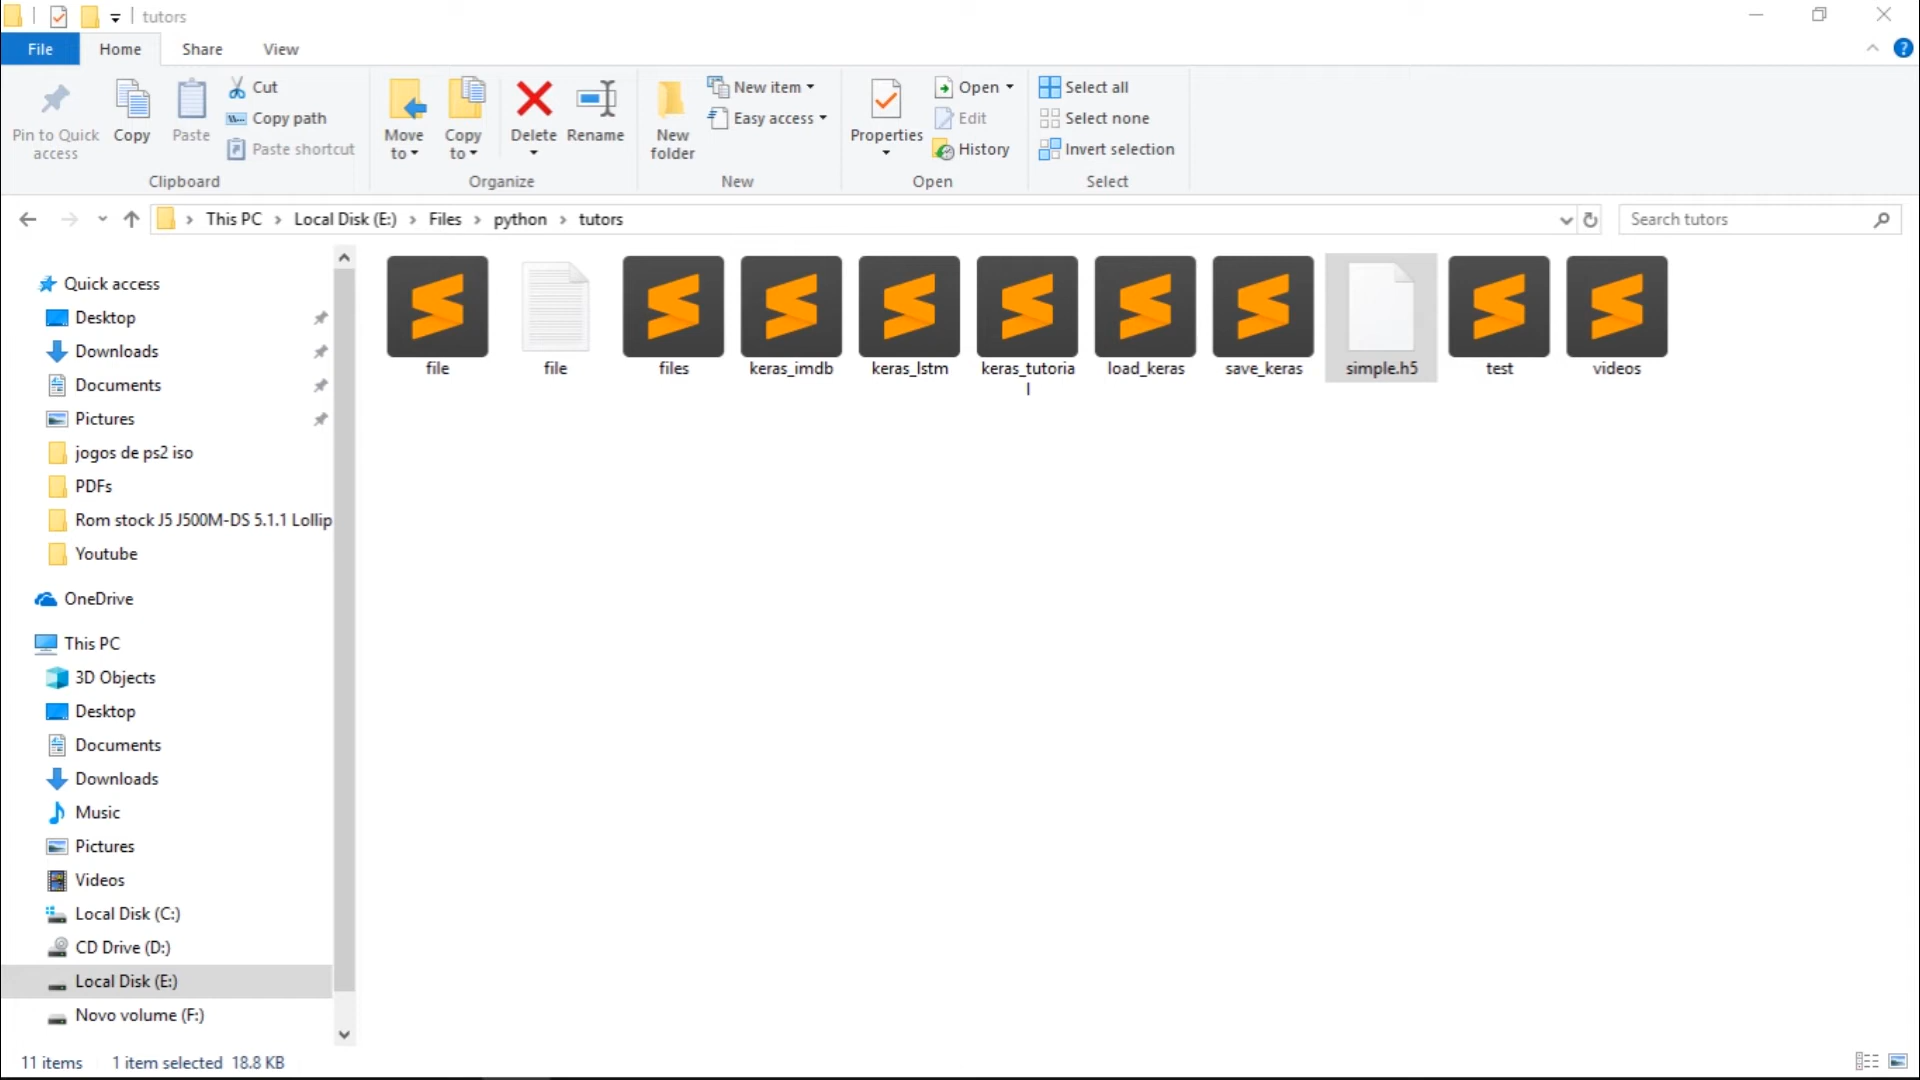 tutors
File Home Share View
Pin to Quick access
Copy
Paste
Cut
Copy path
Paste shortcut
Clipboard
Move to
Copy to
Delete
Rename
Organize
New folder
New item
Easy access
New
Properties
Open
Edit
History
Open
Select all
Select none
Invert selection
Select
This PC > Local Disk (E:) > Files > python > tutors
Search tutors
Quick access
Desktop
Downloads
Documents
Pictures
jogos de ps2 iso
PDFs
Rom stock J5 J500M-DS 5.1.1 Lollip
Youtube
OneDrive
This PC
3D Objects
Desktop
Documents
Downloads
Music
Pictures
Videos
Local Disk (C:)
CD Drive (D:)
Local Disk (E:)
Novo volume (F:)
file
file
files
keras_imdb
keras_lstm
keras_tutoria
l
load_keras
save_keras
simple.h5
test
videos
11 items 1 item selected 18.8 KB